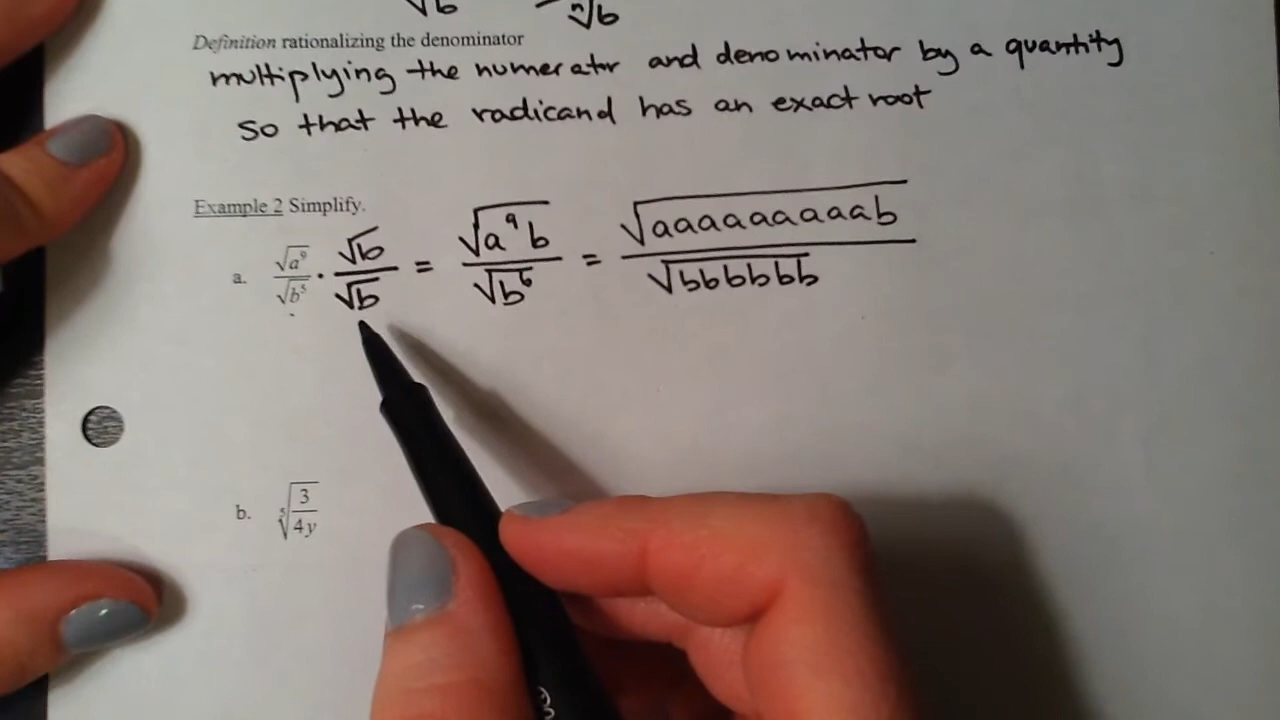 √b ⁿ√b
Definition rationalizing the denominator
multiplying the numerator and denominator by a quantity
so that the radicand has an exact root
Example 2 Simplify.
a. √a⁹/√b⁵ · √b/√b = √(a⁹b)/√(b⁶) = √(aaaaaaaaab)/√(bbbbbb)
b. ⁵√(3/4y)